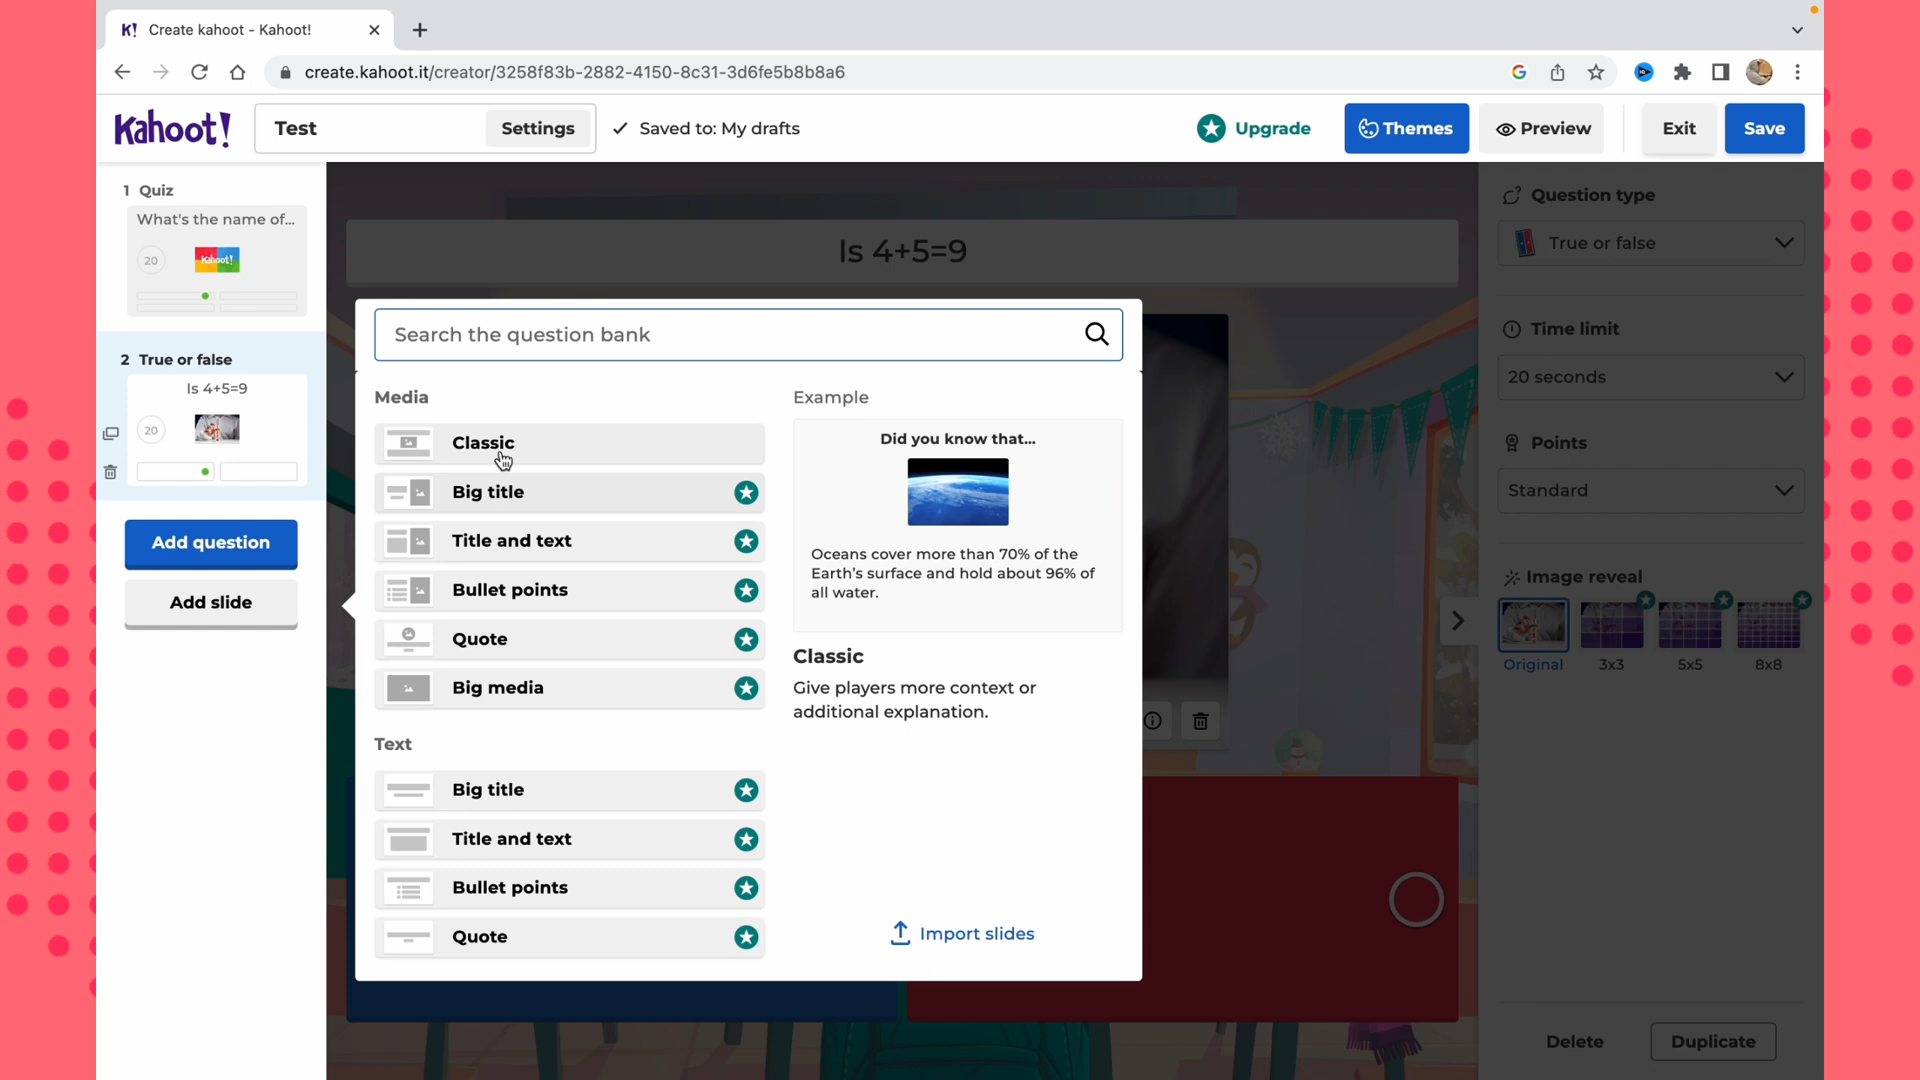 K! Create kahoot - Kahoot!
create.kahoot.it/creator/3258f83b-2882-4150-8c31-3d6fe5b8b8a6
Kahoot!
Test
Settings
Saved to: My drafts
Upgrade
Themes
Preview
Exit
Save
1 Quiz
What's the name of...
20
Kahoot!
2 True or false
Is 4+5=9
20
Add question
Add slide
Is 4+5=9
Search the question bank
Media
Classic
Big title
Title and text
Bullet points
Quote
Big media
Text
Big title
Title and text
Bullet points
Quote
Example
Did you know that...
Oceans cover more than 70% of the
Earth's surface and hold about 96% of
all water.
Classic
Give players more context or
additional explanation.
Import slides
Question type
True or false
Time limit
20 seconds
Points
Standard
Image reveal
Original
3x3
5x5
8x8
Delete
Duplicate